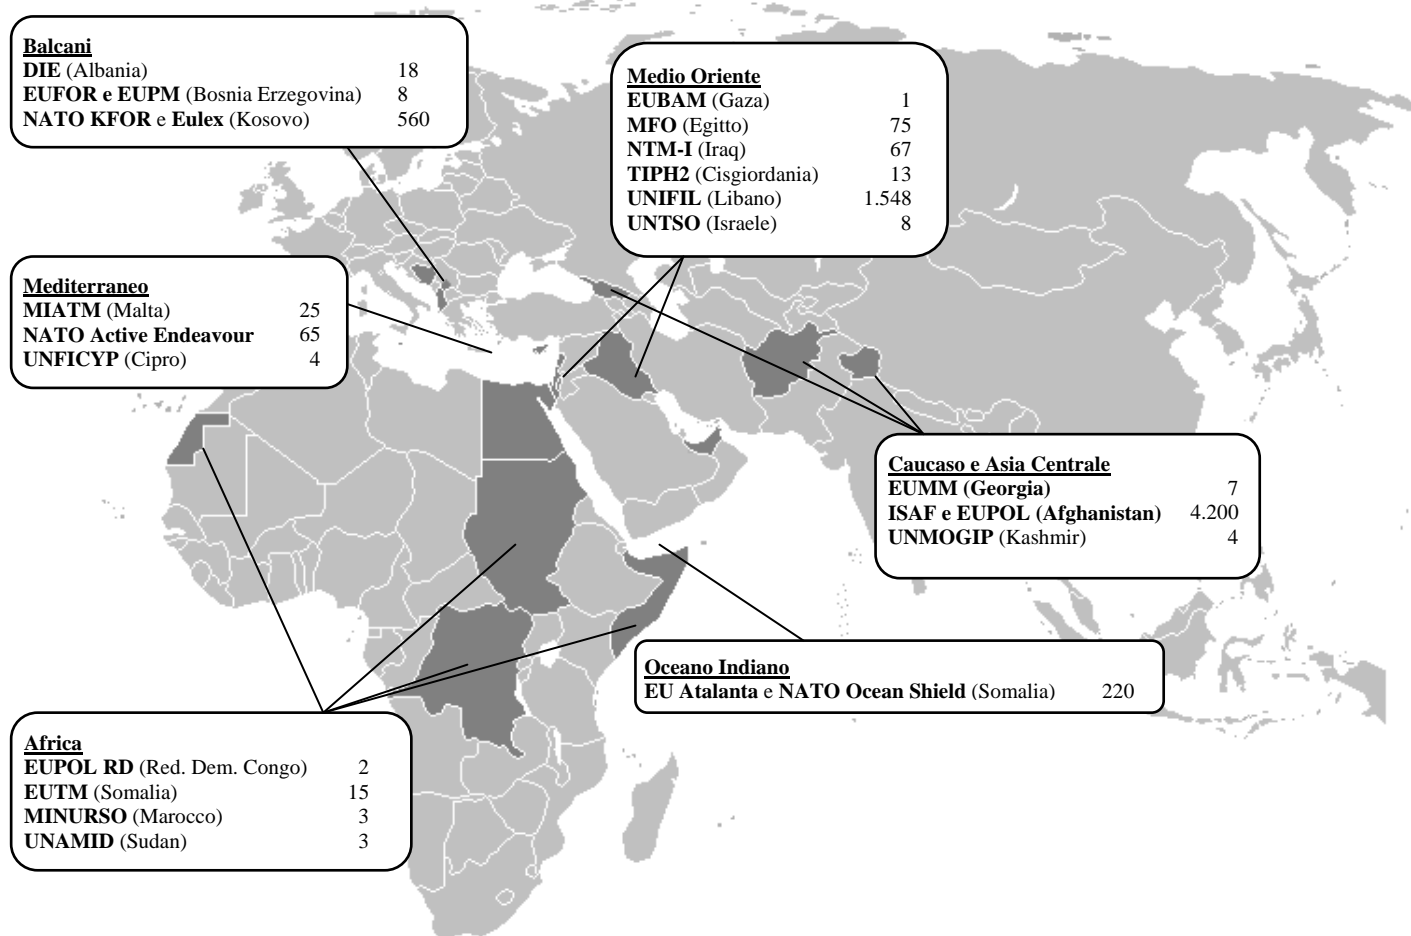 Balcani
DIE (Albania) 18
EUFOR e EUPM (Bosnia Erzegovina) 8
NATO KFOR e Eulex (Kosovo) 560
Medio Oriente
EUBAM (Gaza) 1
MFO (Egitto) 75
NTM-I (Iraq) 67
TIPH2 (Cisgiordania) 13
UNIFIL (Libano) 1.548
UNTSO (Israele) 8
Mediterraneo
MIATM (Malta) 25
NATO Active Endeavour 65
UNFICYP (Cipro) 4
Caucaso e Asia Centrale
EUMM (Georgia) 7
ISAF e EUPOL (Afghanistan) 4.200
UNMOGIP (Kashmir) 4
Oceano Indiano
EU Atalanta e NATO Ocean Shield (Somalia) 220
Africa
EUPOL RD (Red. Dem. Congo) 2
EUTM (Somalia) 15
MINURSO (Marocco) 3
UNAMID (Sudan) 3